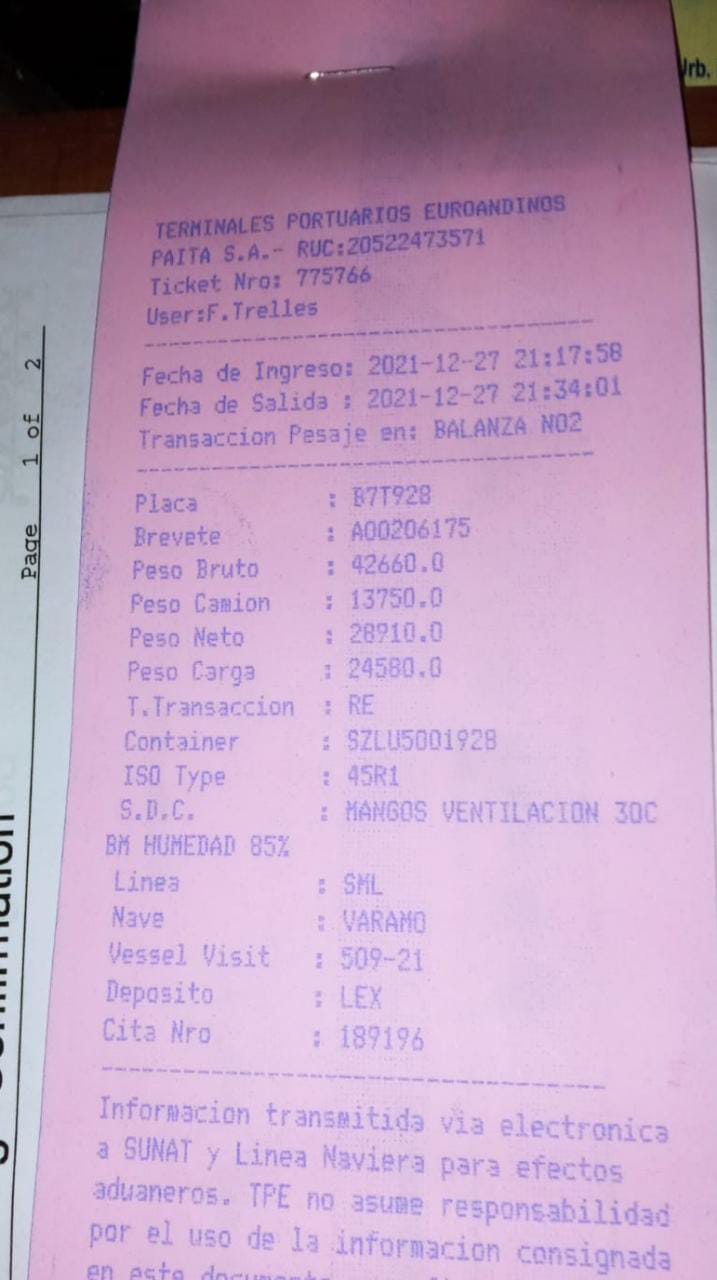 Urb.
TERMINALES PORTUARIOS EUROANDINOS
PAITA S.A.- RUC:20522473571
Ticket Nro: 775766
User:F.Trelles
Fecha de Ingreso: 2021-12-27 21:17:58
Fecha de Salida : 2021-12-27 21:34:01
Transaccion Pesaje en: BALANZA NO2
Placa : B7T928
Brevete : A00206175
Peso Bruto : 42660.0
Peso Camion : 13750.0
Peso Neto : 28910.0
Peso Carga : 24580.0
T.Transaccion : RE
Container : SZLU5001928
ISO Type : 45R1
S.D.C. : MANGOS VENTILACION 30C
BM HUMEDAD 85%
Linea : SML
Nave : VARAMO
Vessel Visit : 509-21
Deposito : LEX
Cita Nro : 189196
Informacion transmitida via electronica
a SUNAT y Linea Naviera para efectos
aduaneros. TPE no asume responsabilidad
por el uso de la informacion consignada
en este
Page 1 of 2